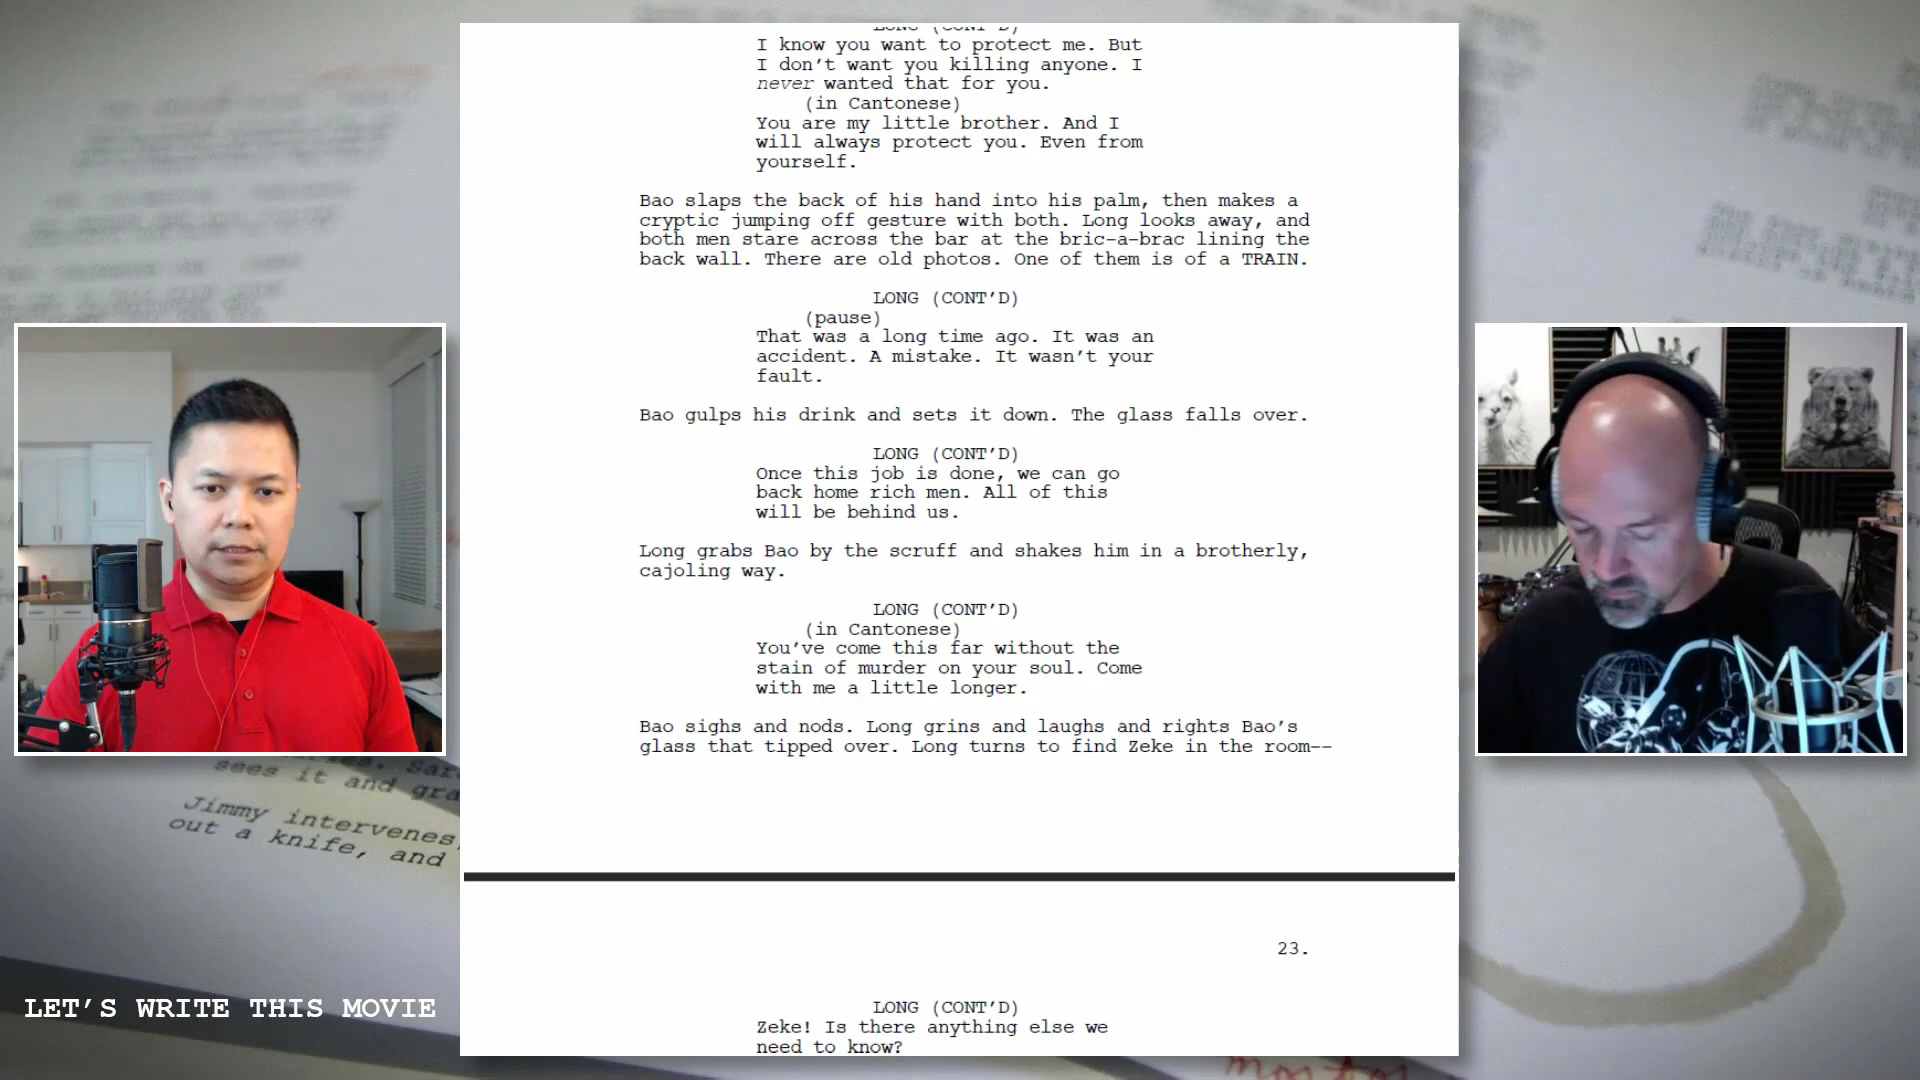 LONG (CONT'D)
I know you want to protect me. But
I don't want you killing anyone. I
never wanted that for you.
(in Cantonese)
You are my little brother. And I
will always protect you. Even from
yourself.
Bao slaps the back of his hand into his palm, then makes a
cryptic jumping off gesture with both. Long looks away, and
both men stare across the bar at the bric-a-brac lining the
back wall. There are old photos. One of them is of a TRAIN.
LONG (CONT'D)
(pause)
That was a long time ago. It was an
accident. A mistake. It wasn't your
fault.
Bao gulps his drink and sets it down. The glass falls over.
LONG (CONT'D)
Once this job is done, we can go
back home rich men. All of this
will be behind us.
Long grabs Bao by the scruff and shakes him in a brotherly,
cajoling way.
LONG (CONT'D)
(in Cantonese)
You've come this far without the
stain of murder on your soul. Come
with me a little longer.
Bao sighs and nods. Long grins and laughs and rights Bao's
glass that tipped over. Long turns to find Zeke in the room--
23.
LONG (CONT'D)
Zeke! Is there anything else we
need to know?
sees it and gra
Jimmy intervenes
out a knife, and
LET'S WRITE THIS MOVIE